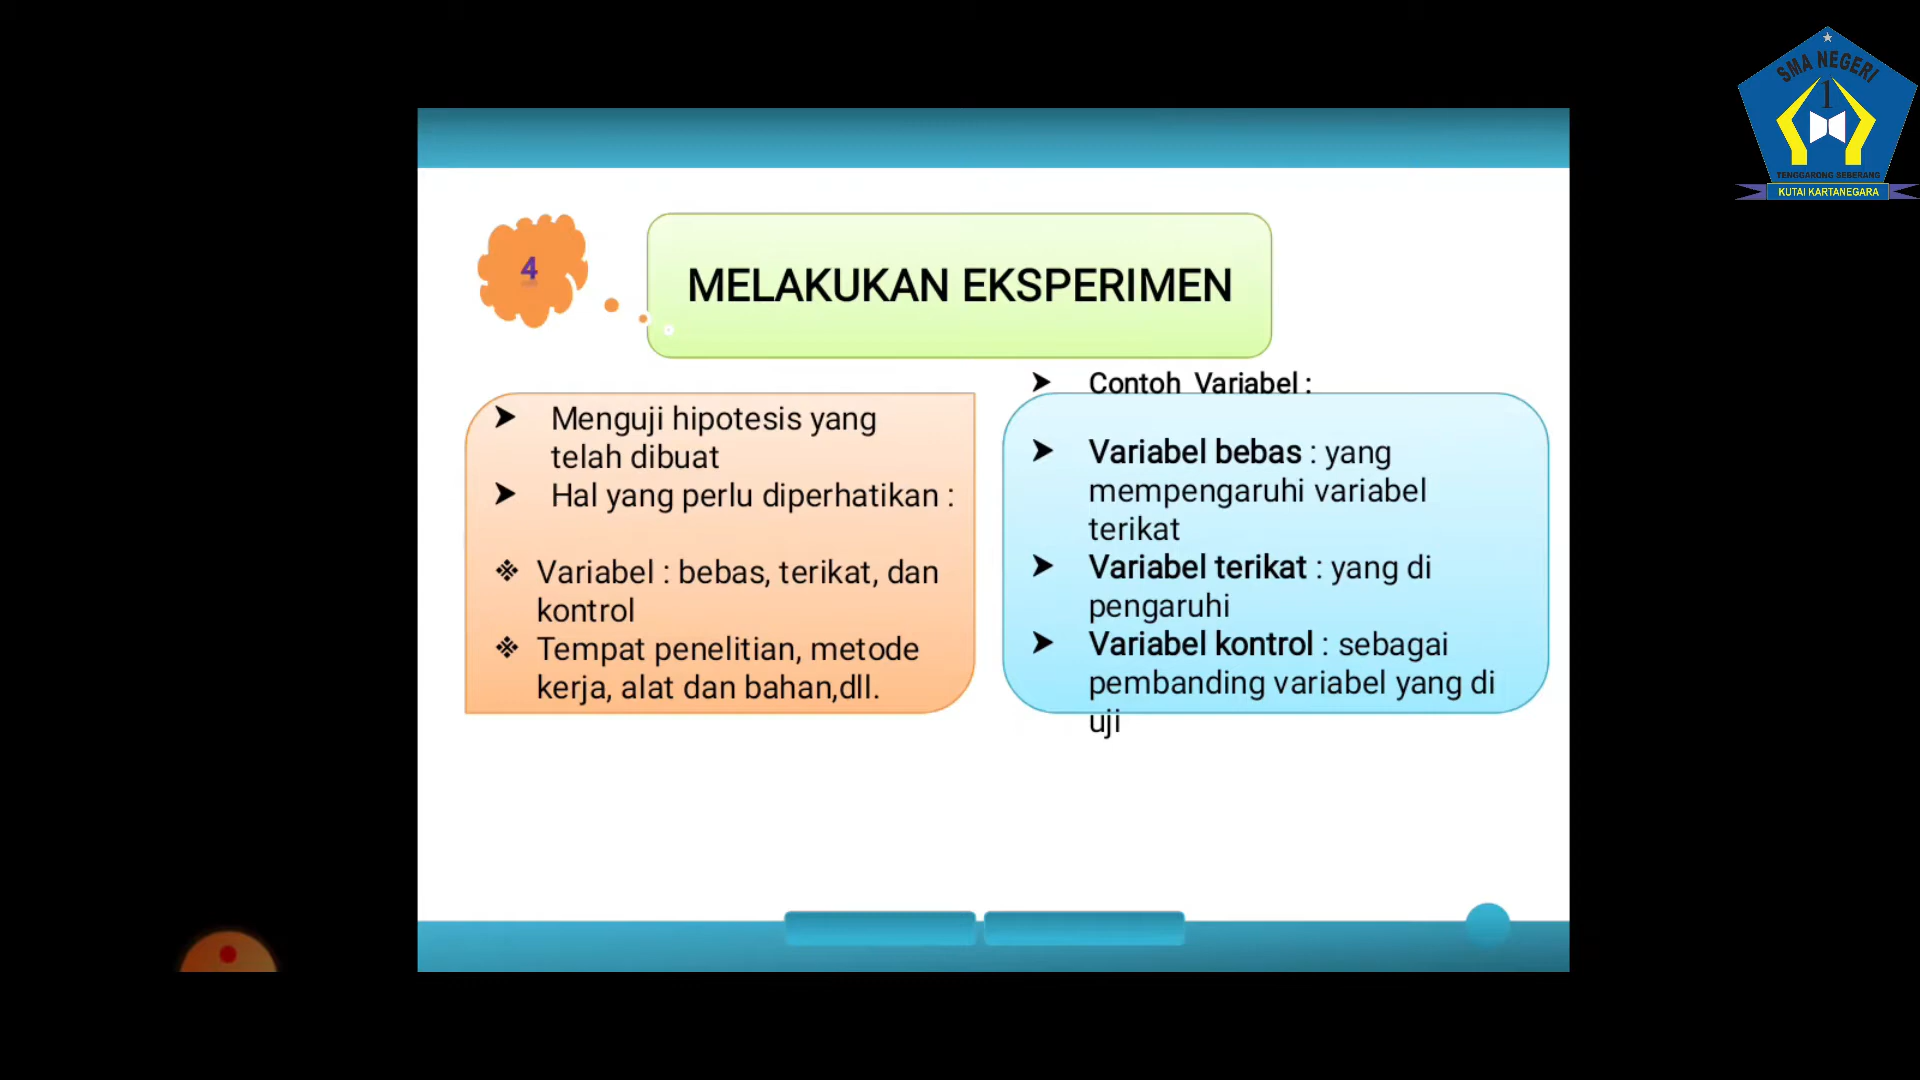 SMA NEGERI
1
TENGGARONG SEBERANG
KUTAI KARTANEGARA
4
MELAKUKAN EKSPERIMEN
➤ Menguji hipotesis yang
telah dibuat
➤ Hal yang perlu diperhatikan :
❖ Variabel : bebas, terikat, dan
kontrol
❖ Tempat penelitian, metode
kerja, alat dan bahan,dll.
➤ Contoh Variabel :
➤ Variabel bebas : yang
mempengaruhi variabel
terikat
➤ Variabel terikat : yang di
pengaruhi
➤ Variabel kontrol : sebagai
pembanding variabel yang di
uji